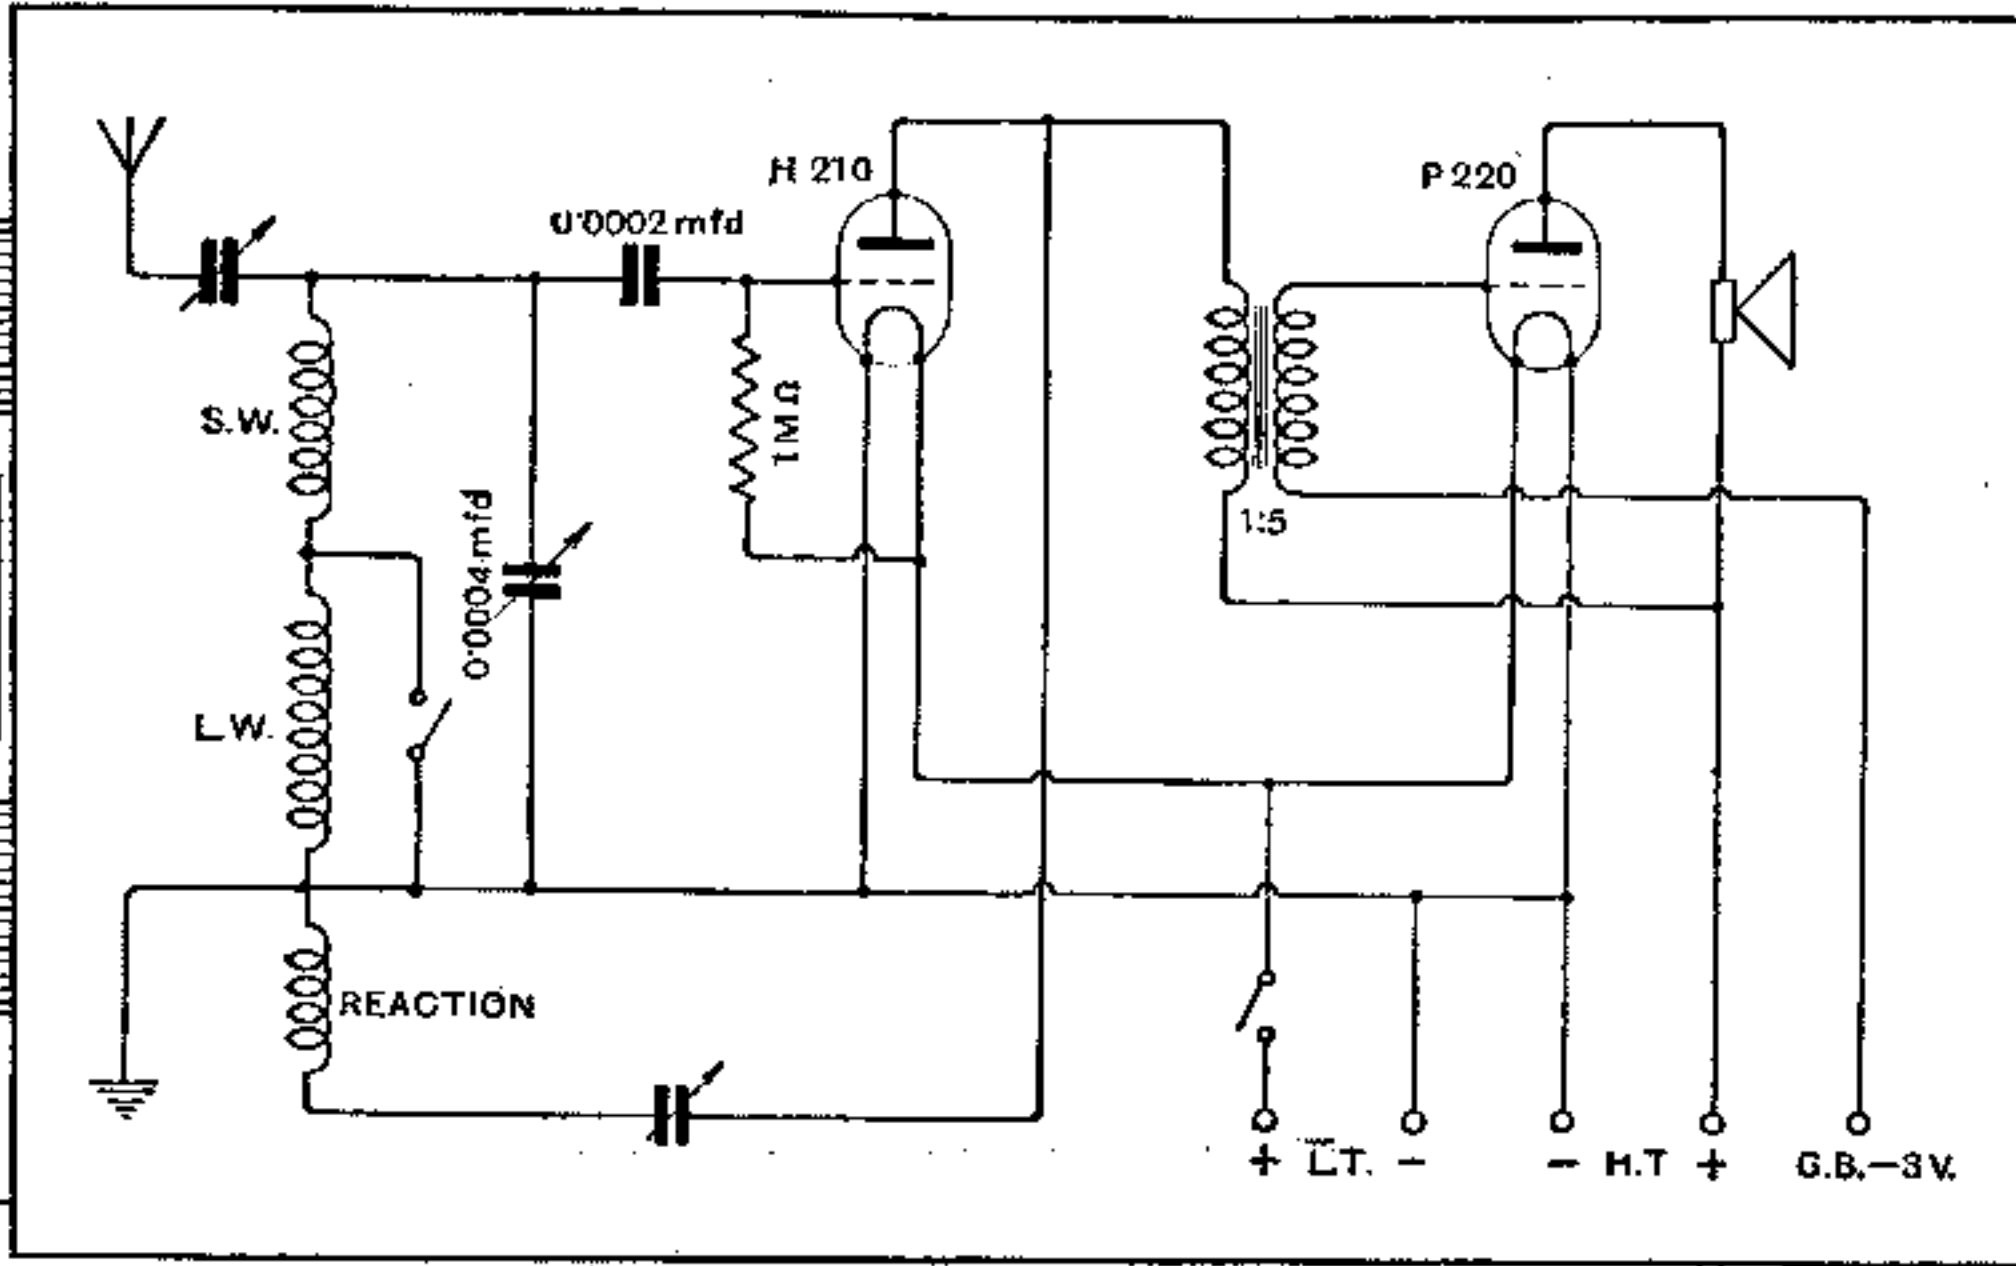 H 210
P 220
0.0002 mfd
S.W.
1 MΩ
0.0004 mfd
1:5
L.W.
REACTION
+ L.T. -
- H.T +
G.B.-3V.